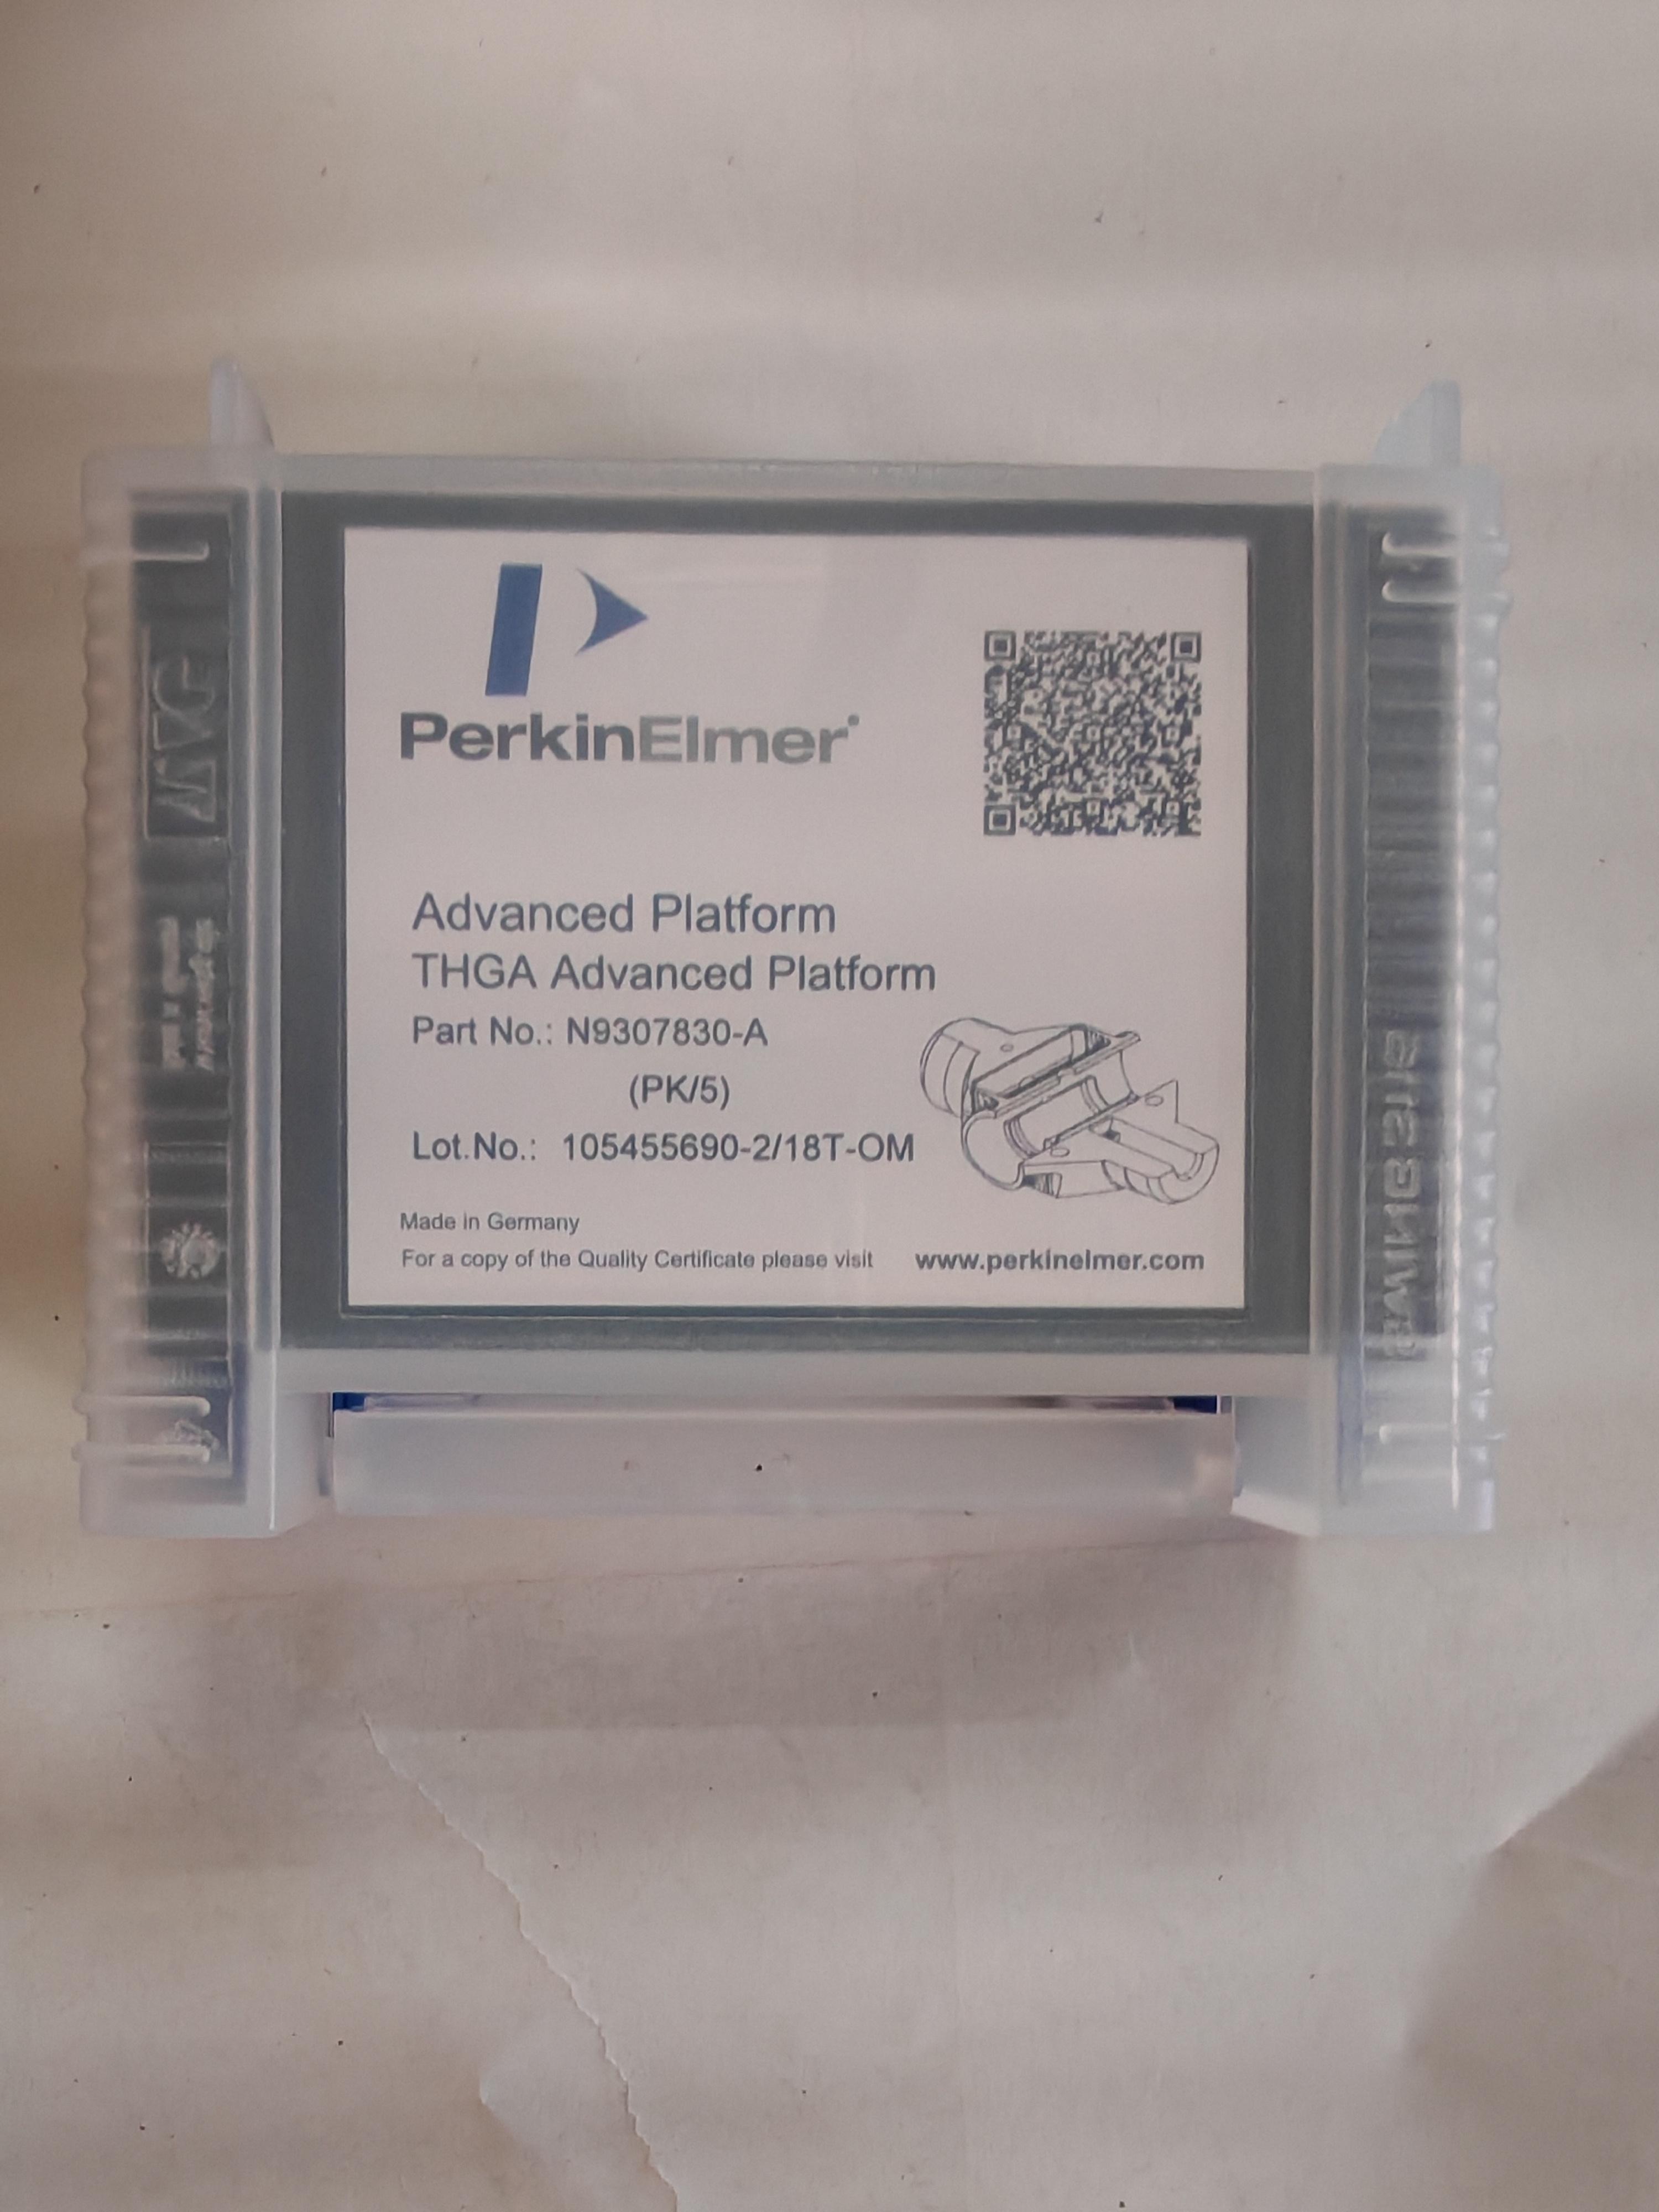 PerkinElmer
Advanced Platform
THGA Advanced Platform
Part No.: N9307830-A
(PK/5)
Lot.No.: 105455690-2/18T-OM
Made in Germany
For a copy of the Quality Certificate please visit www.perkinelmer.com